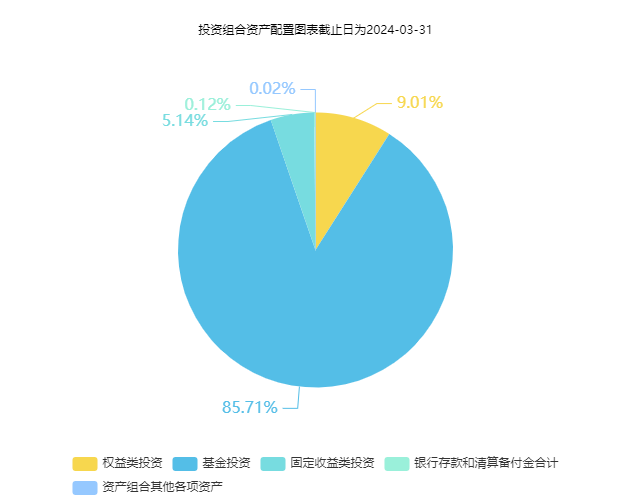 投资组合资产配置图表截止日为2024-03-31
0.02%
9.01%
0.12%
5.14%
85.71%
权益类投资 基金投资 固定收益类投资 银行存款和清算备付金合计
资产组合其他各项资产